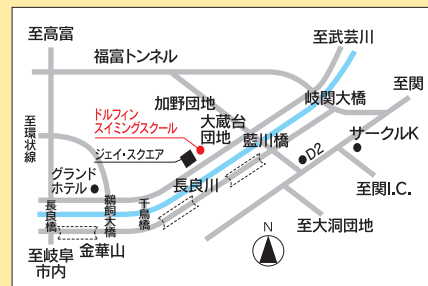 至高富
福富トンネル
至武芸川
至関
加野団地
岐関大橋
大蔵台
団地
ドルフィン
スイミングスクール
藍川橋
サークルK
至環状線
ジェイ・スクエア
D2
グランド
ホテル
長良川
至関I.C.
長良橋
鵜飼大橋
千鳥橋
至大洞団地
金華山
至岐阜
市内
N